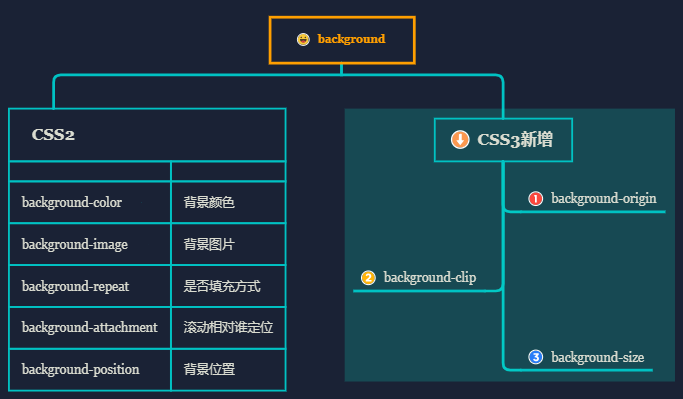 background
CSS2
background-color 背景颜色
background-image 背景图片
background-repeat 是否填充方式
background-attachment 滚动相对谁定位
background-position 背景位置
CSS3新增
1 background-origin
2 background-clip
3 background-size